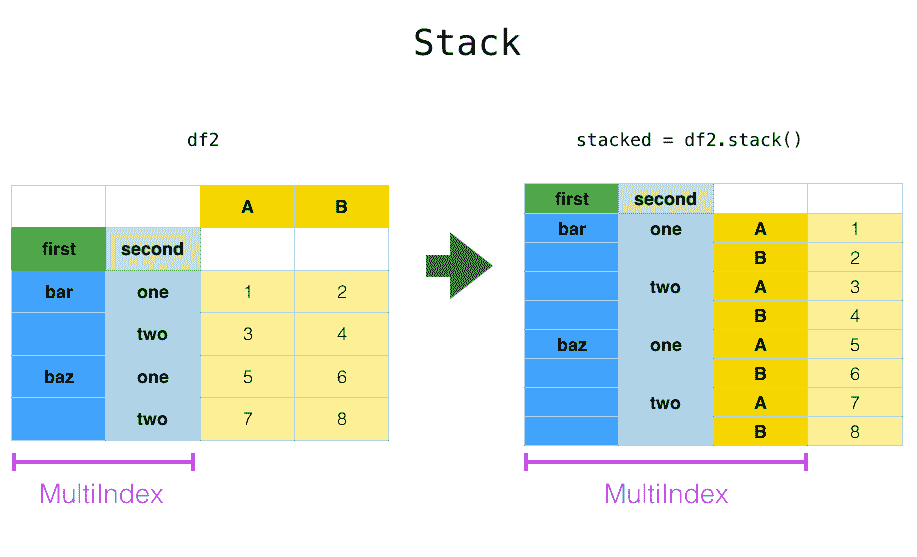 Stack
df2
A B
first second
bar one 1 2
two 3 4
baz one 5 6
two 7 8
MultiIndex
stacked = df2.stack()
first second
bar one A 1
B 2
two A 3
B 4
baz one A 5
B 6
two A 7
B 8
MultiIndex